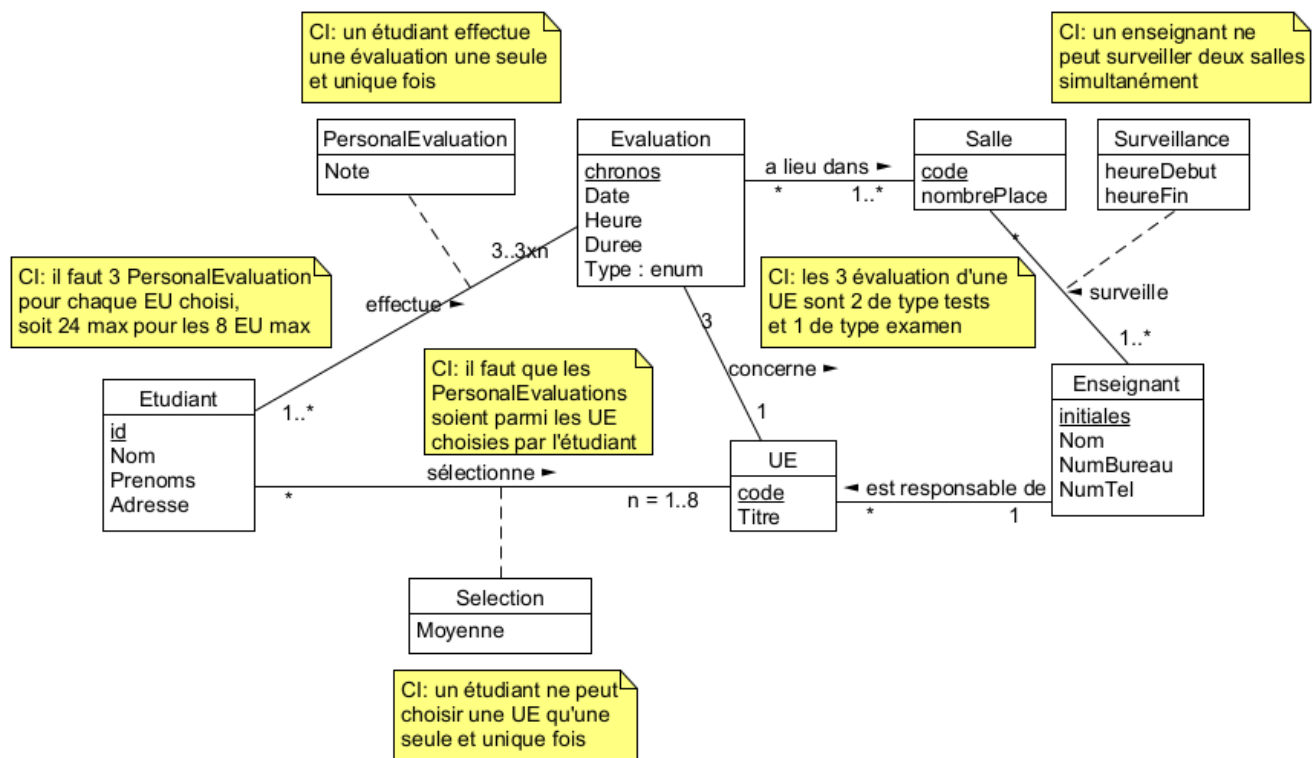 CI: un étudiant effectue
une évaluation une seule
et unique fois
CI: un enseignant ne
peut surveiller deux salles
simultanément
PersonalEvaluation
Note
Evaluation
chronos
Date
Heure
Duree
Type : enum
a lieu dans ►
*
1..*
Salle
code
nombrePlace
Surveillance
heureDebut
heureFin
*
◄ surveille
1..*
3..3xn
effectue ►
1..*
CI: il faut 3 PersonalEvaluation
pour chaque EU choisi,
soit 24 max pour les 8 EU max
CI: les 3 évaluation d'une
UE sont 2 de type tests
et 1 de type examen
3
concerne ►
1
CI: il faut que les
PersonalEvaluations
soient parmi les UE
choisies par l'étudiant
Etudiant
id
Nom
Prenoms
Adresse
sélectionne ►
*
n = 1..8
UE
code
Titre
◄ est responsable de
*
1
Enseignant
initiales
Nom
NumBureau
NumTel
Selection
Moyenne
CI: un étudiant ne peut
choisir une UE qu'une
seule et unique fois